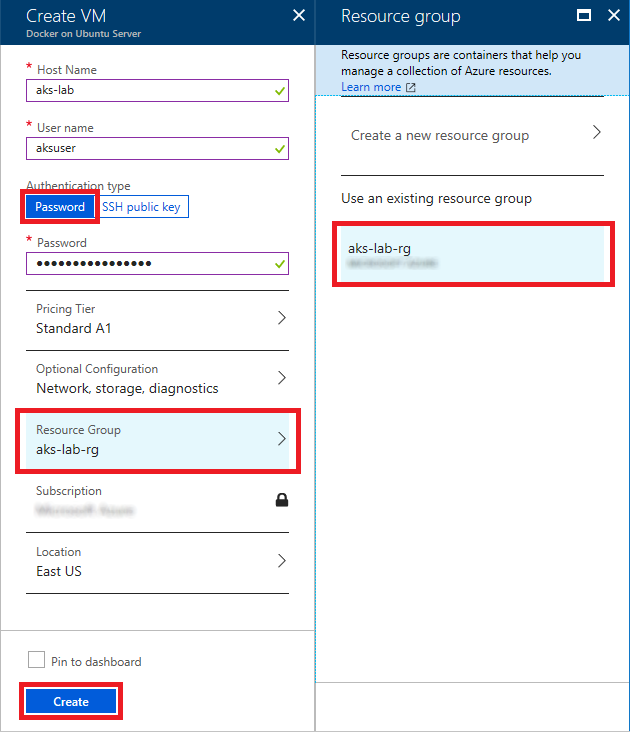 Create VM
Docker on Ubuntu Server
* Host Name
aks-lab
* User name
aksuser
Authentication type
Password
SSH public key
* Password
••••••••••••••••
Pricing Tier
Standard A1
Optional Configuration
Network, storage, diagnostics
Resource Group
aks-lab-rg
Subscription
Location
East US
Pin to dashboard
Create
Resource group
Resource groups are containers that help you
manage a collection of Azure resources.
Learn more
Create a new resource group
Use an existing resource group
aks-lab-rg